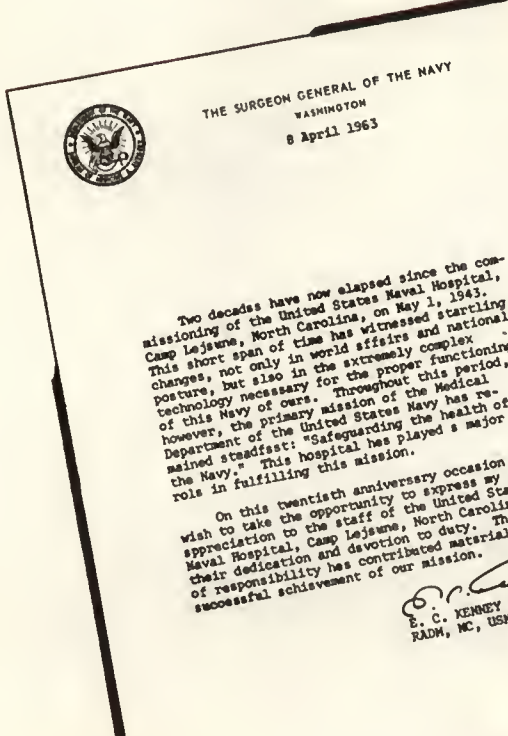 THE SURGEON GENERAL OF THE NAVY
WASHINGTON
8 April 1963
Two decades have now elapsed since the com-
missioning of the United States Naval Hospital,
Camp Lejeune, North Carolina, on May 1, 1943.
This short span of time has witnessed startling
changes, not only in world affairs and national
posture, but also in the extremely complex
technology necessary for the proper functioning
of this Navy of ours. Throughout this period,
however, the primary mission of the Medical
Department of the United States Navy has re-
mained steadfast: "Safeguarding the health of
the Navy." This hospital has played a major
role in fulfilling this mission.
On this twentieth anniversary occasion
wish to take the opportunity to express my
appreciation to the staff of the United Sta
Naval Hospital, Camp Lejeune, North Carolin
their dedication and devotion to duty. Th
of responsibility has contributed material
successful achievement of our mission.
E. C. KENNEY
RADM, MC, USN